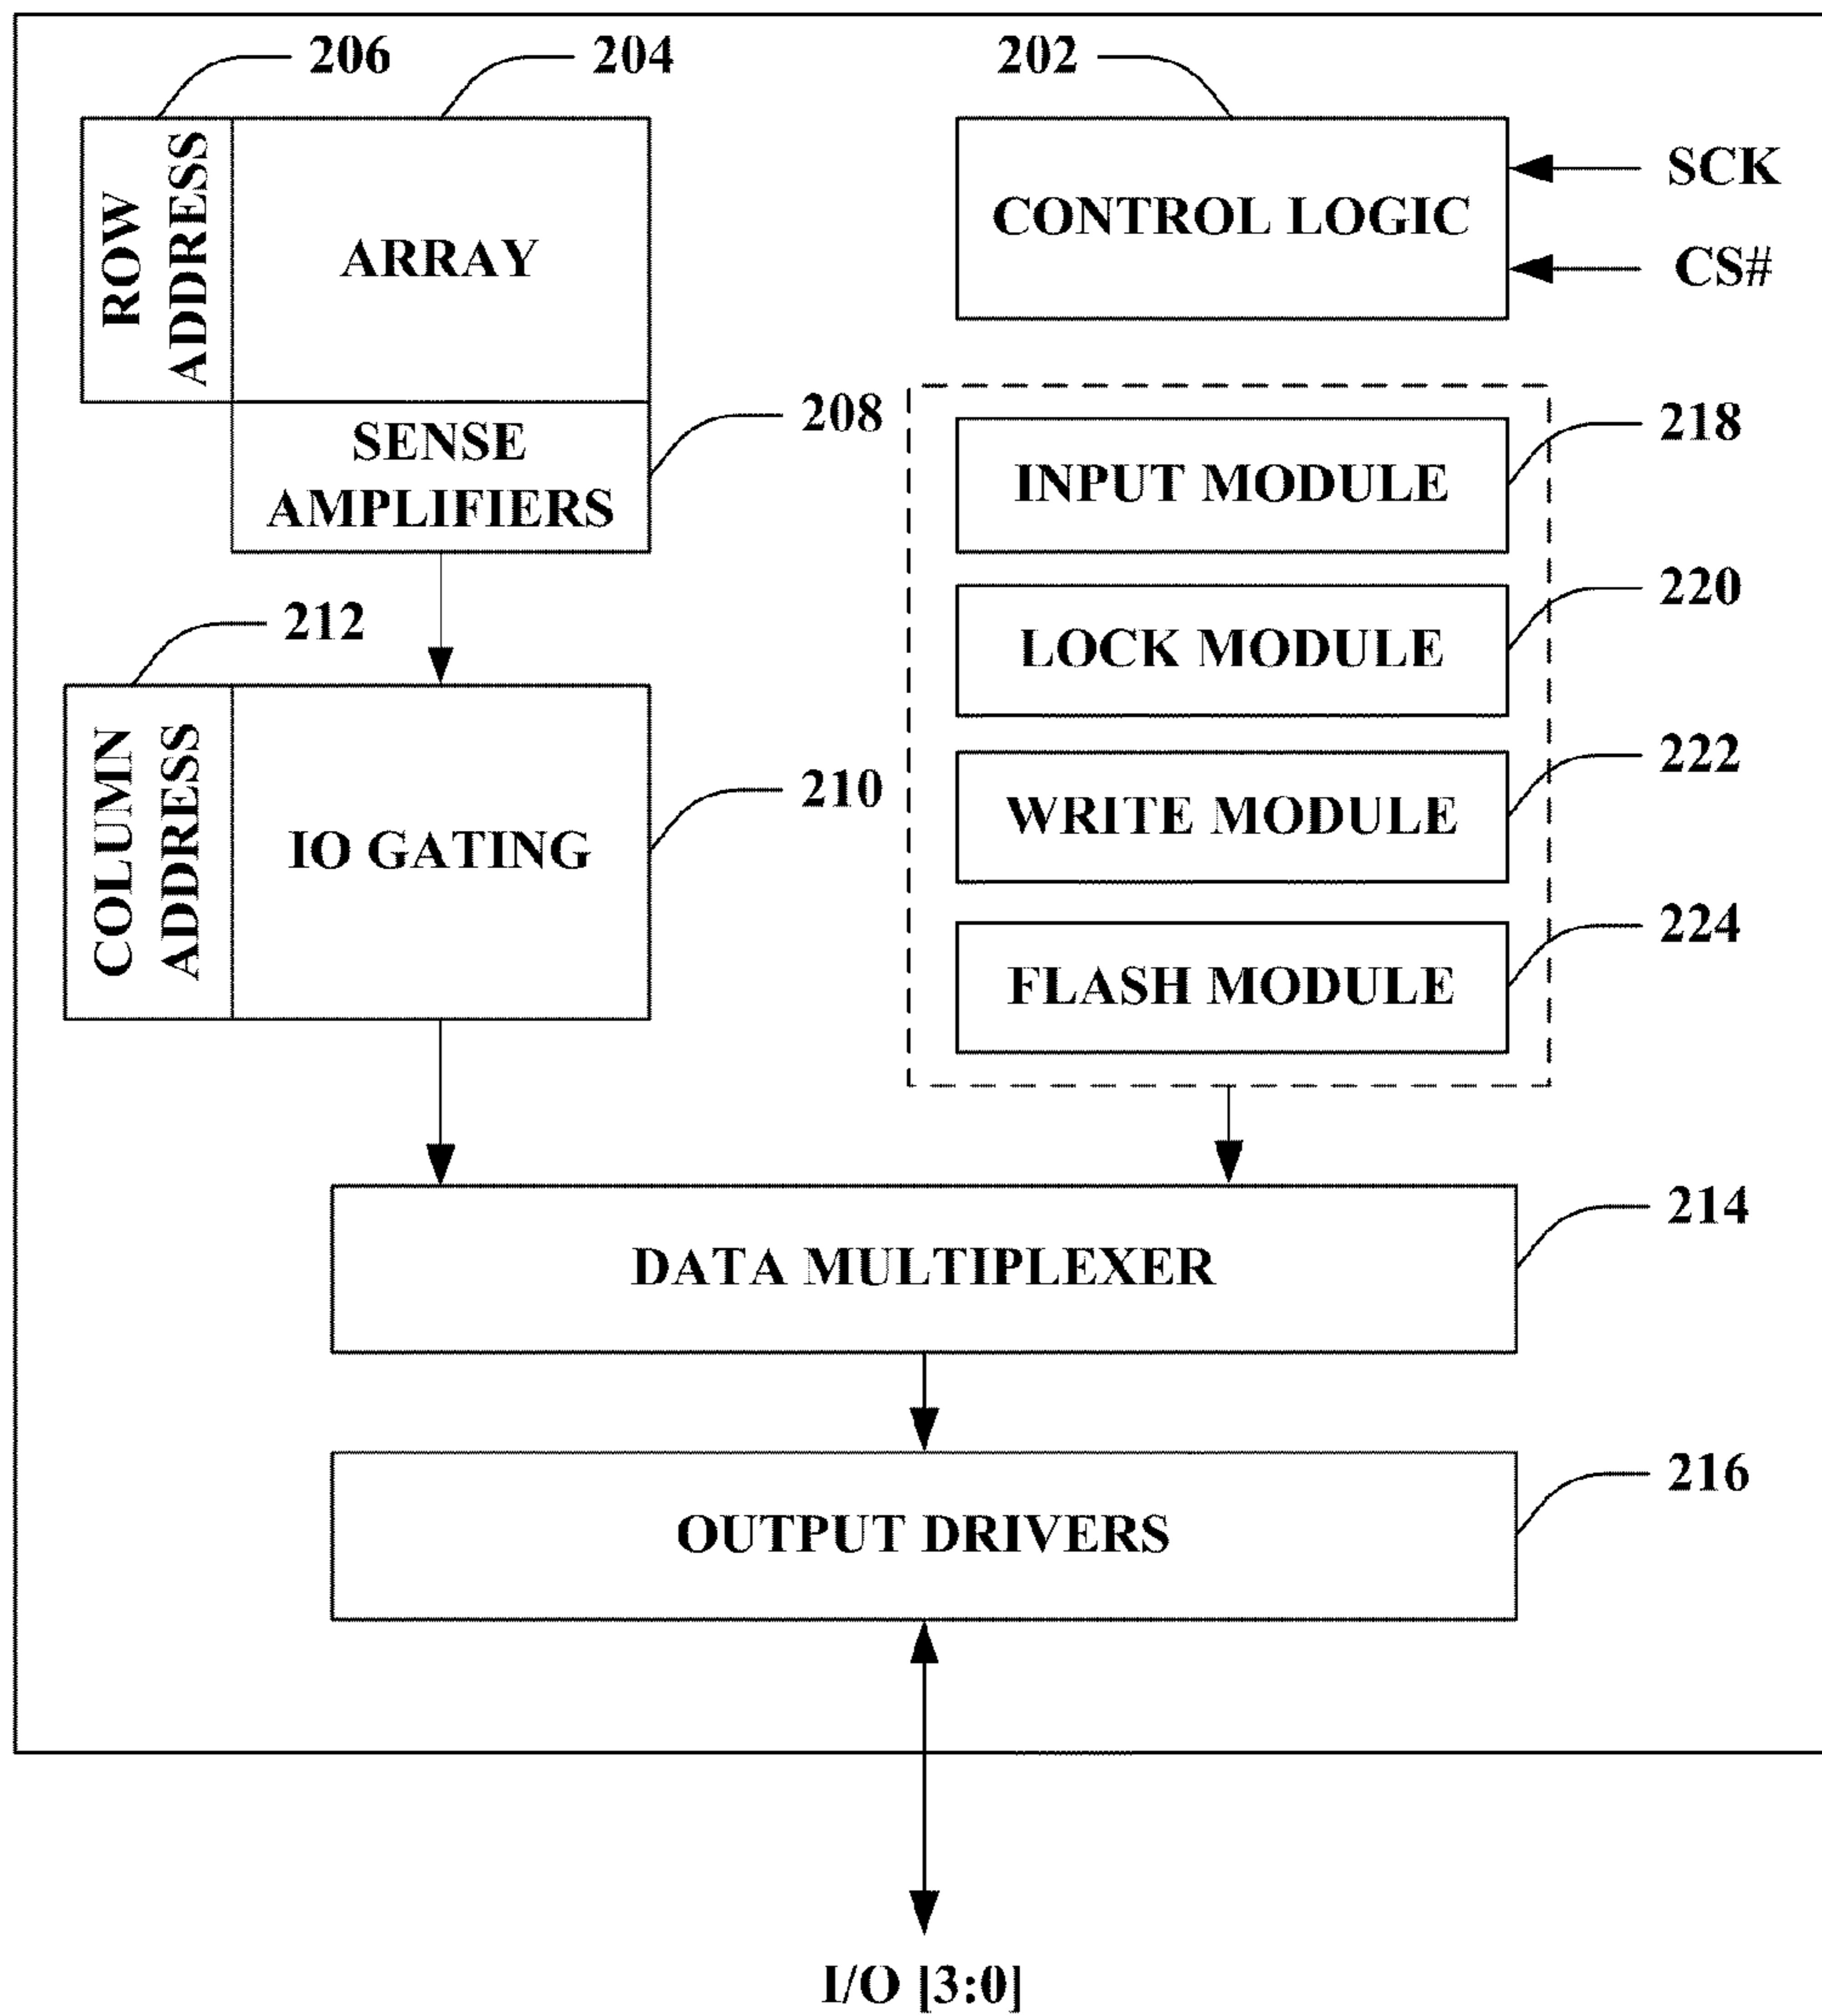 206
204
202
ROW
ADDRESS
ARRAY
CONTROL LOGIC
SCK
CS#
SENSE
AMPLIFIERS
208
INPUT MODULE
218
LOCK MODULE
220
212
COLUMN
ADDRESS
IO GATING
210
WRITE MODULE
222
FLASH MODULE
224
DATA MULTIPLEXER
214
OUTPUT DRIVERS
216
I/O [3:0]